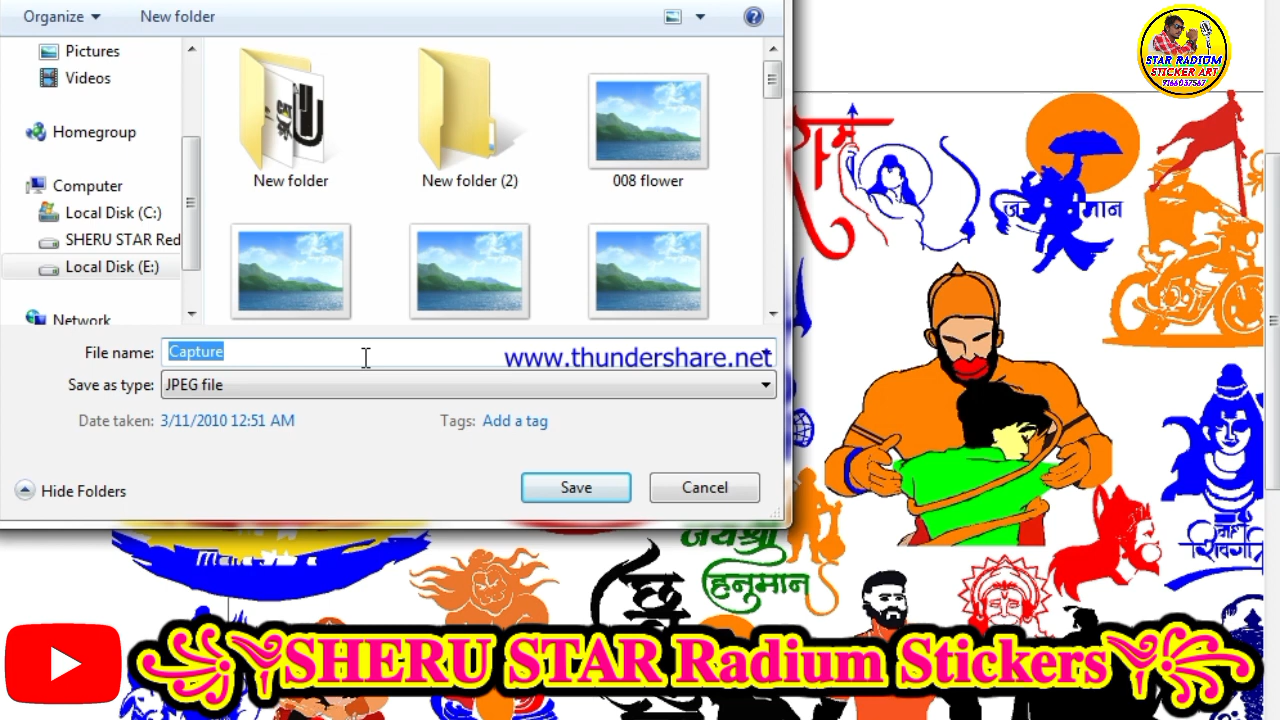 Organize
New folder
Pictures
Videos
Homegroup
Computer
Local Disk (C:)
SHERU STAR Red
Local Disk (E:)
Network
New folder
New folder (2)
008 flower
File name:
Capture
www.thundershare.net
Save as type:
JPEG file
Date taken: 3/11/2010 12:51 AM
Tags: Add a tag
Hide Folders
Save
Cancel
STAR RADIUM
STICKER ART
9166037567
जय श्री
हनुमान
SHERU STAR Radium Stickers